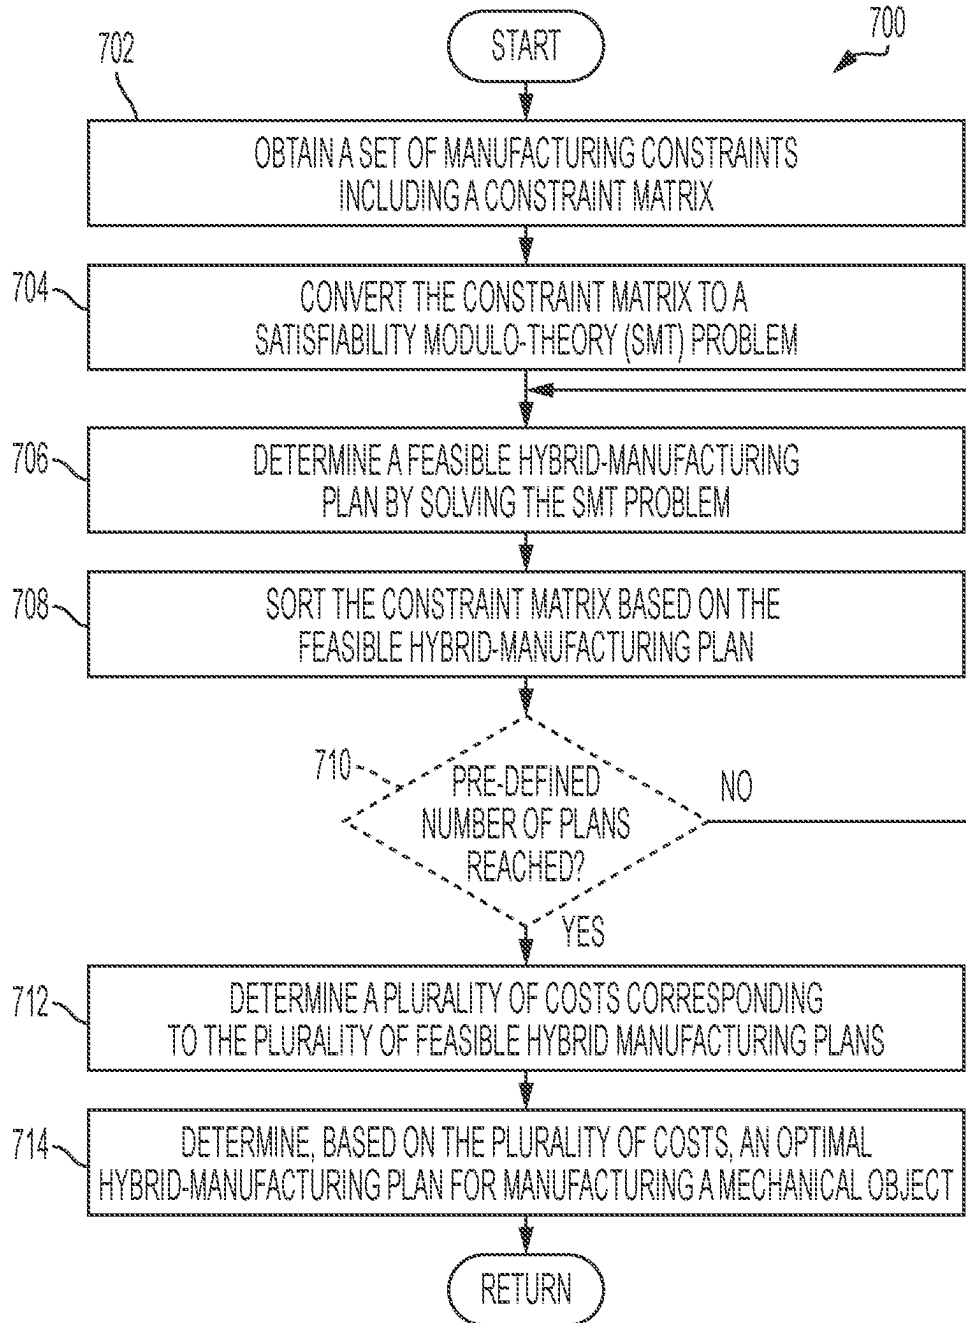 700
START
702
OBTAIN A SET OF MANUFACTURING CONSTRAINTS
INCLUDING A CONSTRAINT MATRIX
704
CONVERT THE CONSTRAINT MATRIX TO A
SATISFIABILITY MODULO-THEORY (SMT) PROBLEM
706
DETERMINE A FEASIBLE HYBRID-MANUFACTURING
PLAN BY SOLVING THE SMT PROBLEM
708
SORT THE CONSTRAINT MATRIX BASED ON THE
FEASIBLE HYBRID-MANUFACTURING PLAN
710
PRE-DEFINED
NUMBER OF PLANS
REACHED?
NO
YES
712
DETERMINE A PLURALITY OF COSTS CORRESPONDING
TO THE PLURALITY OF FEASIBLE HYBRID MANUFACTURING PLANS
714
DETERMINE, BASED ON THE PLURALITY OF COSTS, AN OPTIMAL
HYBRID-MANUFACTURING PLAN FOR MANUFACTURING A MECHANICAL OBJECT
RETURN